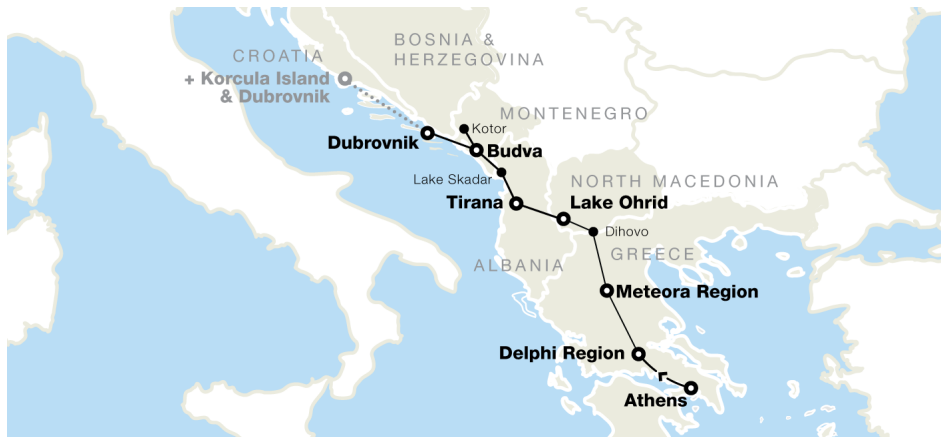 BOSNIA &
HERZEGOVINA
CROATIA
+ Korcula Island
& Dubrovnik
MONTENEGRO
Kotor
Dubrovnik
Budva
Lake Skadar
NORTH MACEDONIA
Tirana
Lake Ohrid
Dihovo
GREECE
ALBANIA
Meteora Region
Delphi Region
Athens